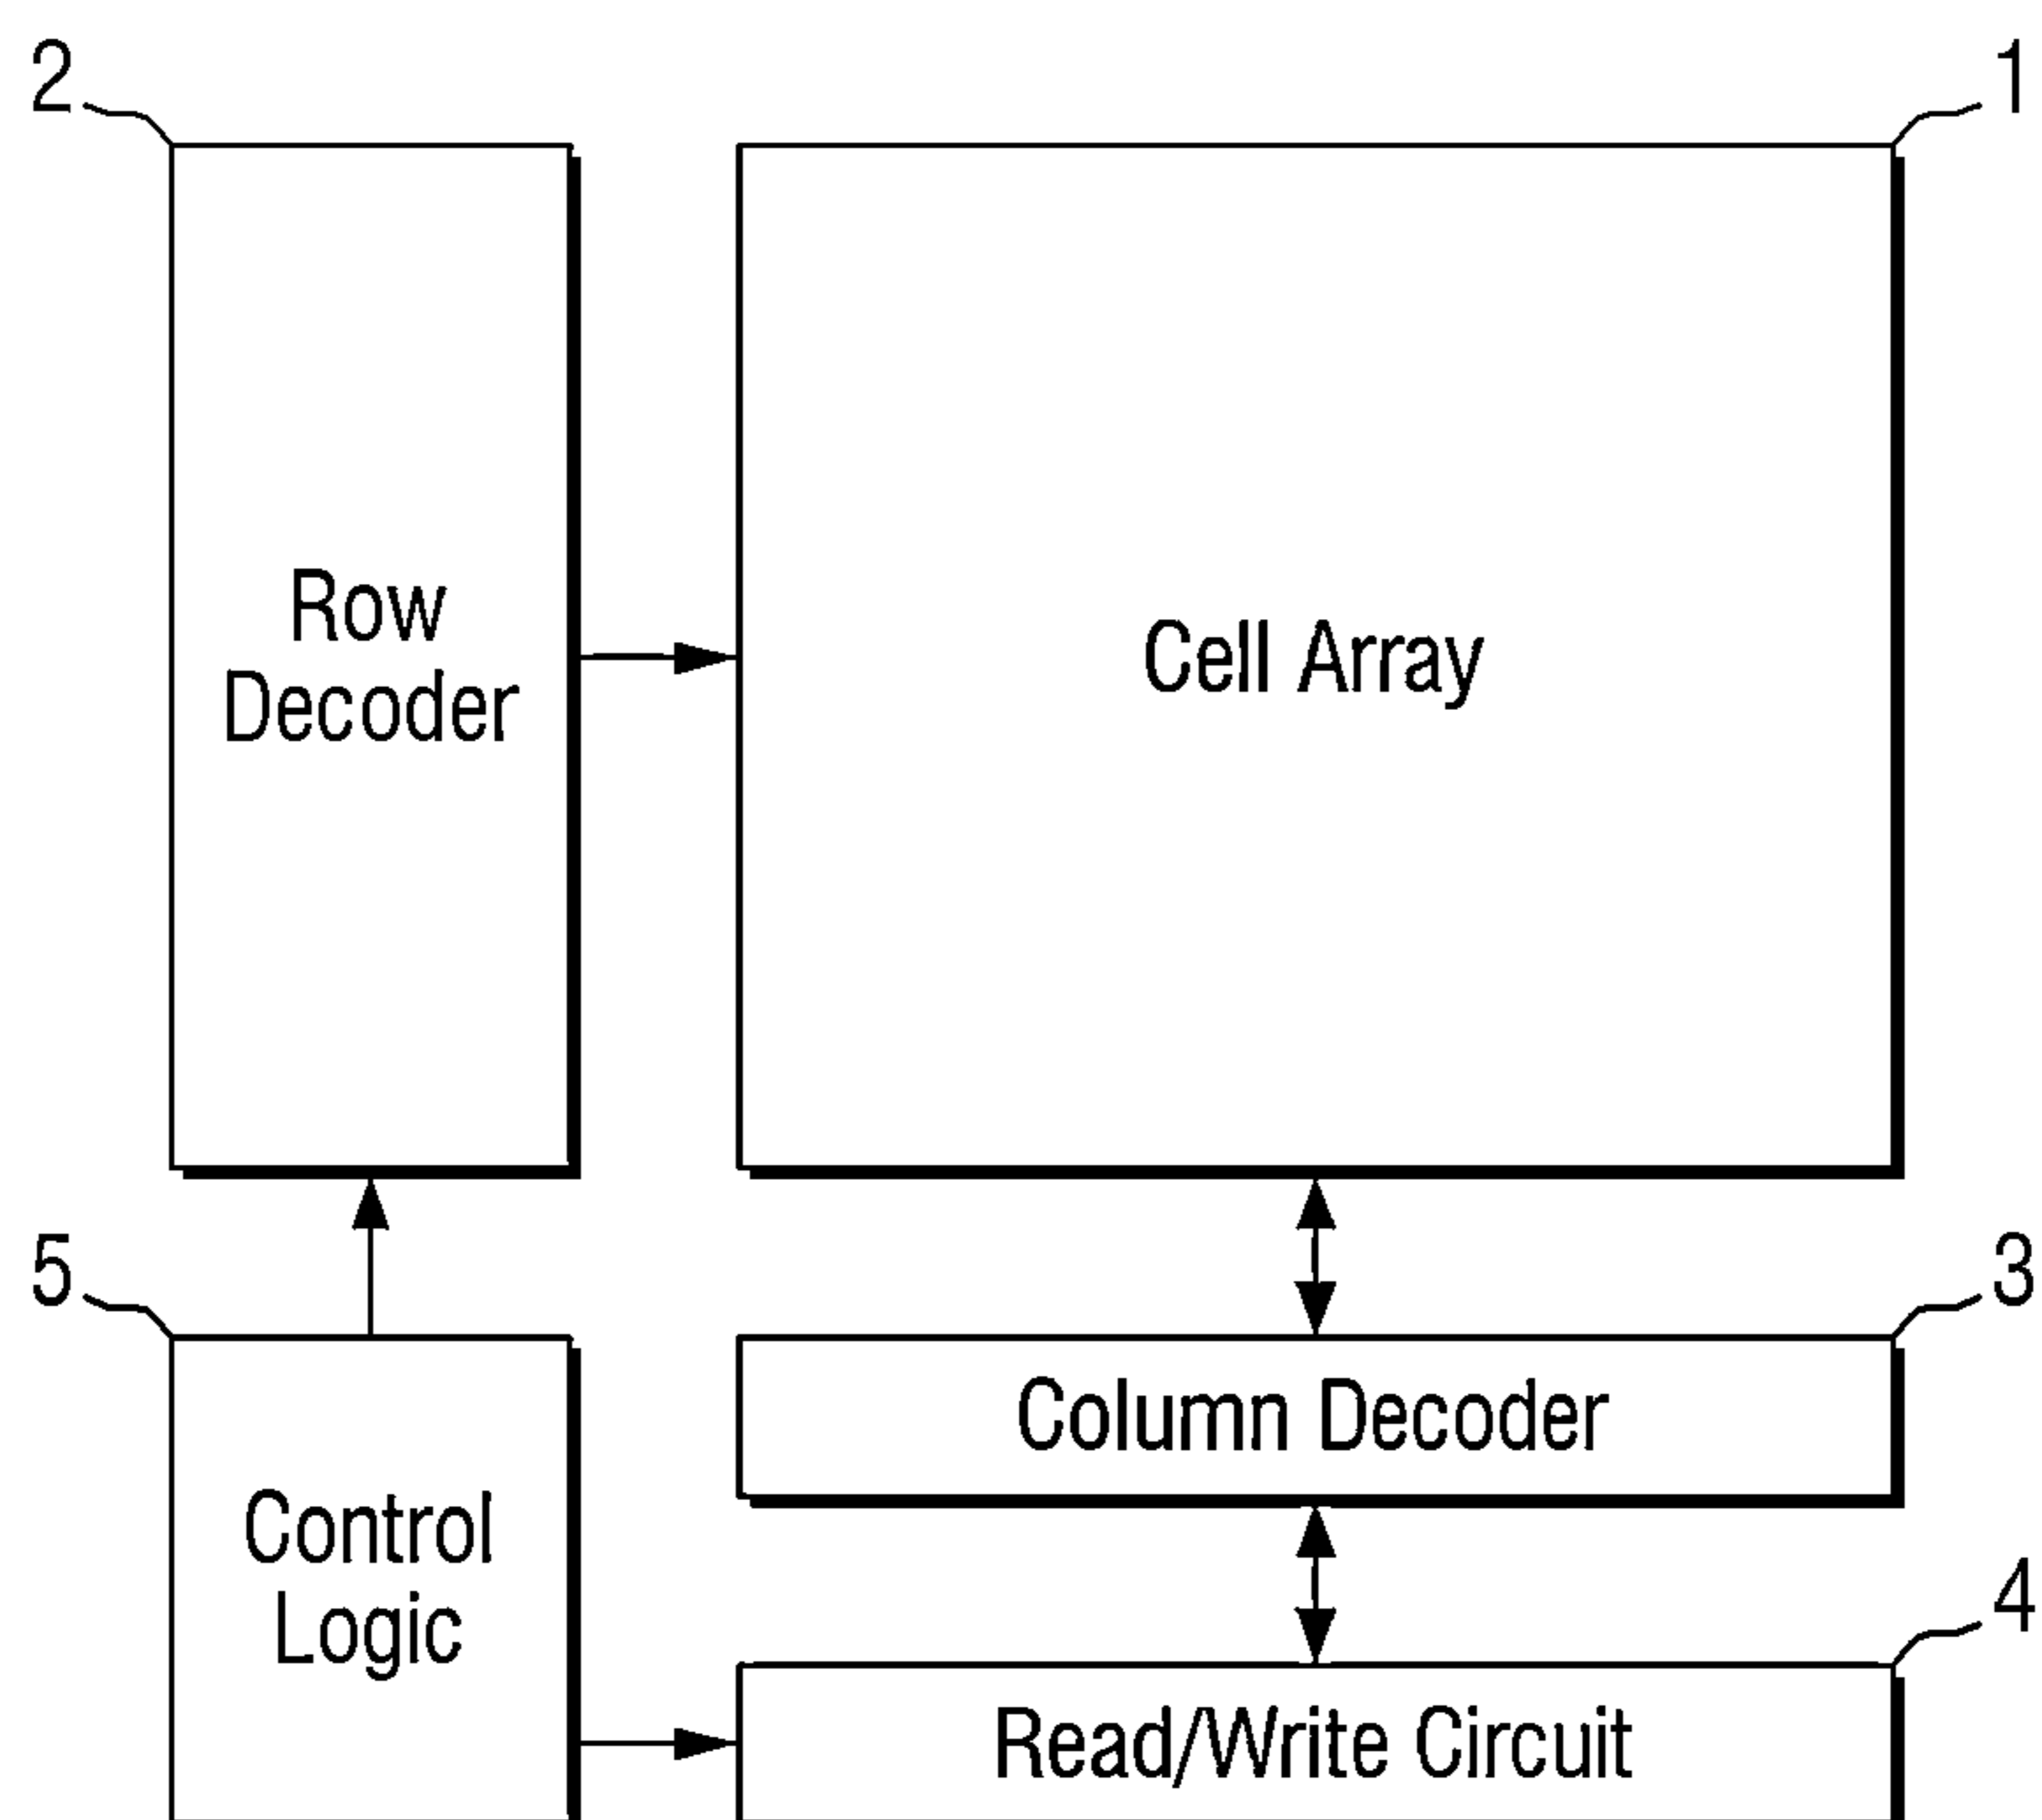 2
1
Row
Decoder
Cell Array
5
3
Column Decoder
Control
Logic
4
Read/Write Circuit